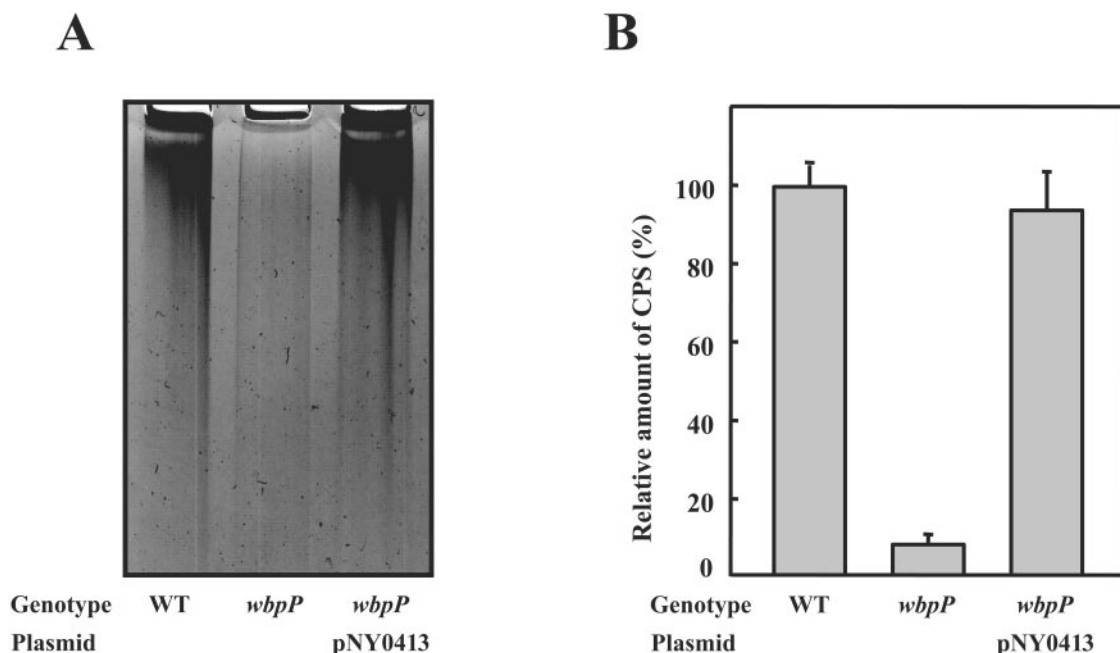 A
B
Relative amount of CPS (%)
100
80
60
40
20
0
Genotype WT wbpP wbpP
Plasmid pNY0413
Genotype WT wbpP wbpP
Plasmid pNY0413